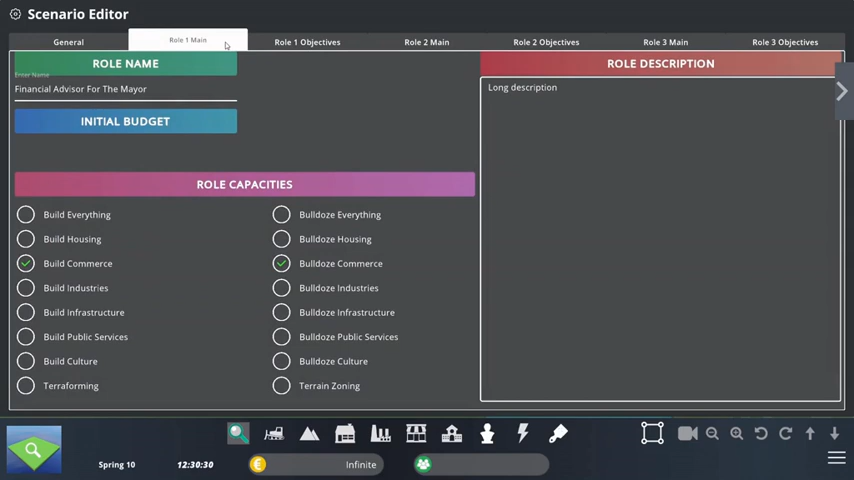 Scenario Editor
General
Role 1 Main
Role 1 Objectives
Role 2 Main
Role 2 Objectives
Role 3 Main
Role 3 Objectives
ROLE NAME
Enter Name
Financial Advisor For The Mayor
INITIAL BUDGET
ROLE CAPACITIES
Build Everything
Bulldoze Everything
Build Housing
Bulldoze Housing
Build Commerce
Bulldoze Commerce
Build Industries
Bulldoze Industries
Build Infrastructure
Bulldoze Infrastructure
Build Public Services
Bulldoze Public Services
Build Culture
Bulldoze Culture
Terraforming
Terrain Zoning
ROLE DESCRIPTION
Long description
Spring 10
12:30:30
Infinite